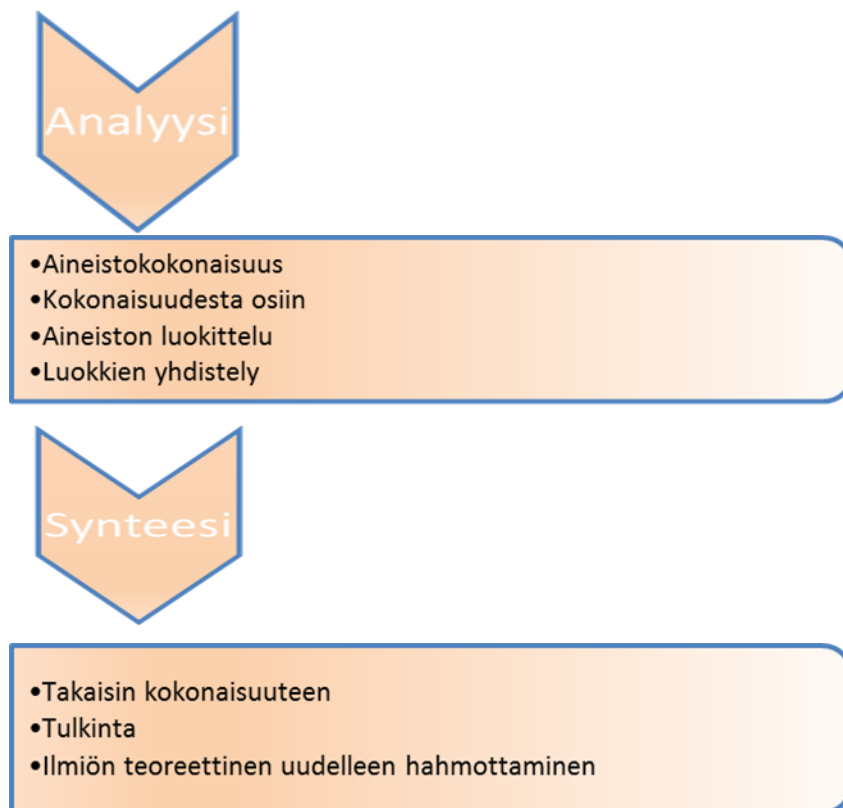 Analyysi
•Aineistokokonaisuus
•Kokonaisuudesta osiin
•Aineiston luokittelu
•Luokkien yhdistely
Synteesi
•Takaisin kokonaisuuteen
•Tulkinta
•Ilmiön teoreettinen uudelleen hahmottaminen